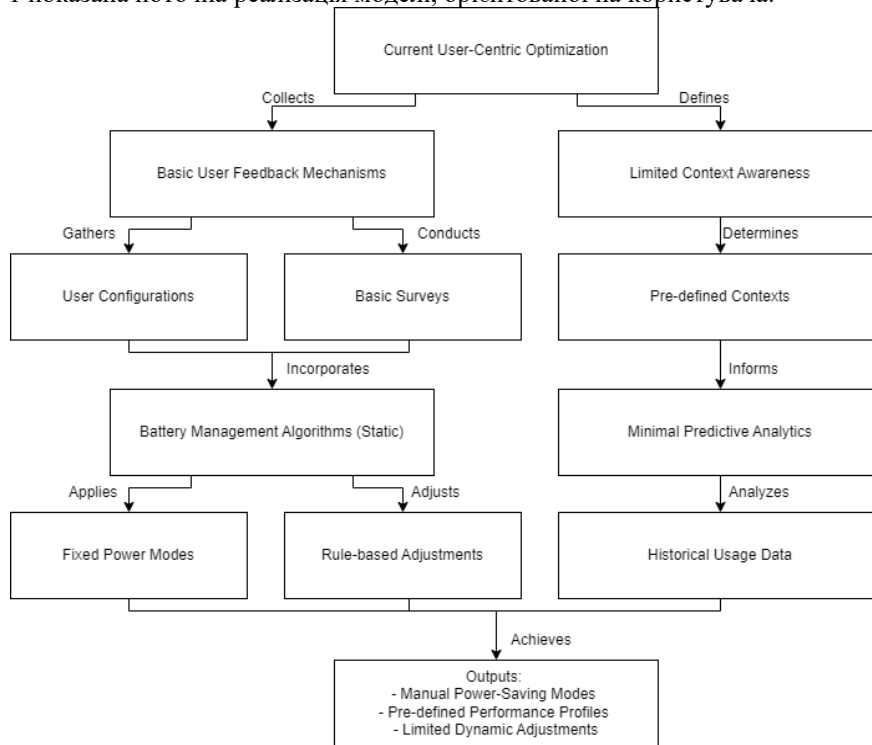 показана поточна реалізація моделі, орієнтованої на користувача.
Current User-Centric Optimization
Collects
Defines
Basic User Feedback Mechanisms
Limited Context Awareness
Gathers
Conducts
Determines
User Configurations
Basic Surveys
Pre-defined Contexts
Incorporates
Informs
Battery Management Algorithms (Static)
Minimal Predictive Analytics
Applies
Adjusts
Analyzes
Fixed Power Modes
Rule-based Adjustments
Historical Usage Data
Achieves
Outputs:
- Manual Power-Saving Modes
- Pre-defined Performance Profiles
- Limited Dynamic Adjustments